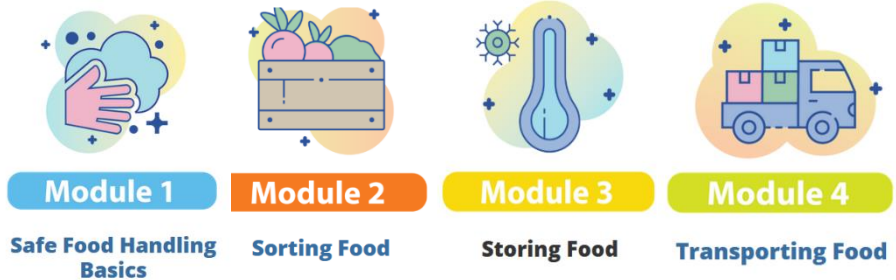 Module 1
Safe Food Handling
Basics
Module 2
Sorting Food
Module 3
Storing Food
Module 4
Transporting Food